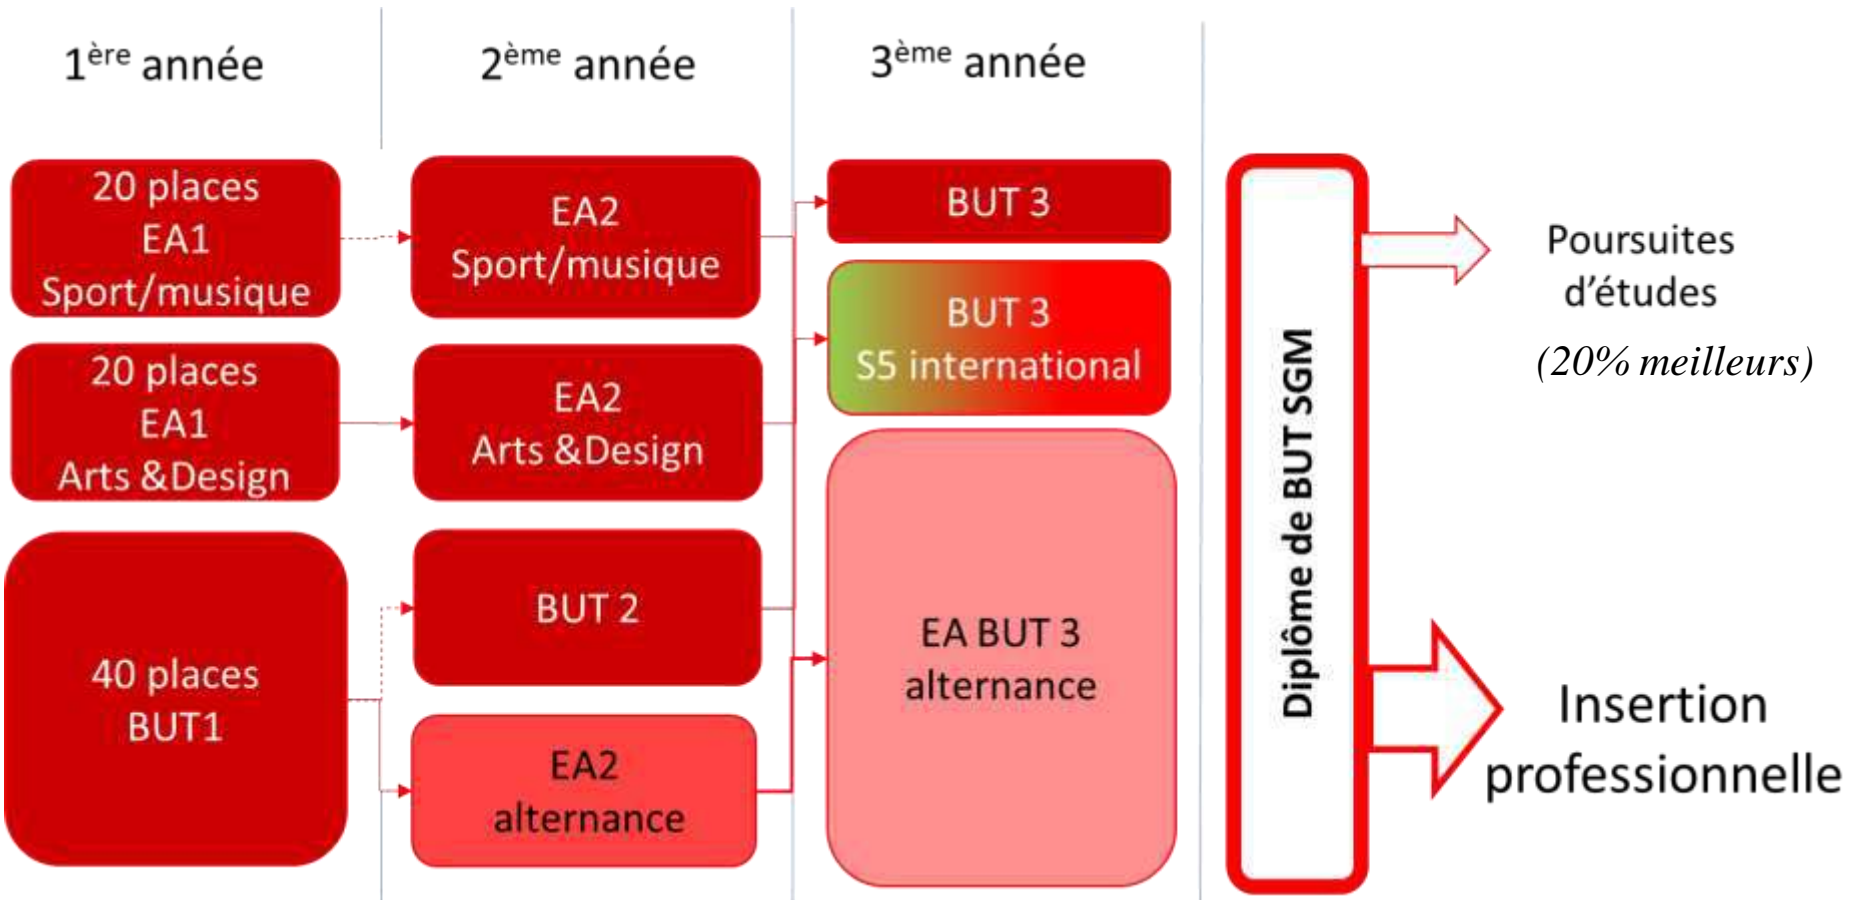 1ère année
2ème année
3ème année
20 places
EA1
Sport/musique
20 places
EA1
Arts &Design
40 places
BUT1
EA2
Sport/musique
EA2
Arts &Design
BUT 2
EA2
alternance
BUT 3
BUT 3
S5 international
EA BUT 3
alternance
Diplôme de BUT SGM
Poursuites
d’études
(20% meilleurs)
Insertion
professionnelle